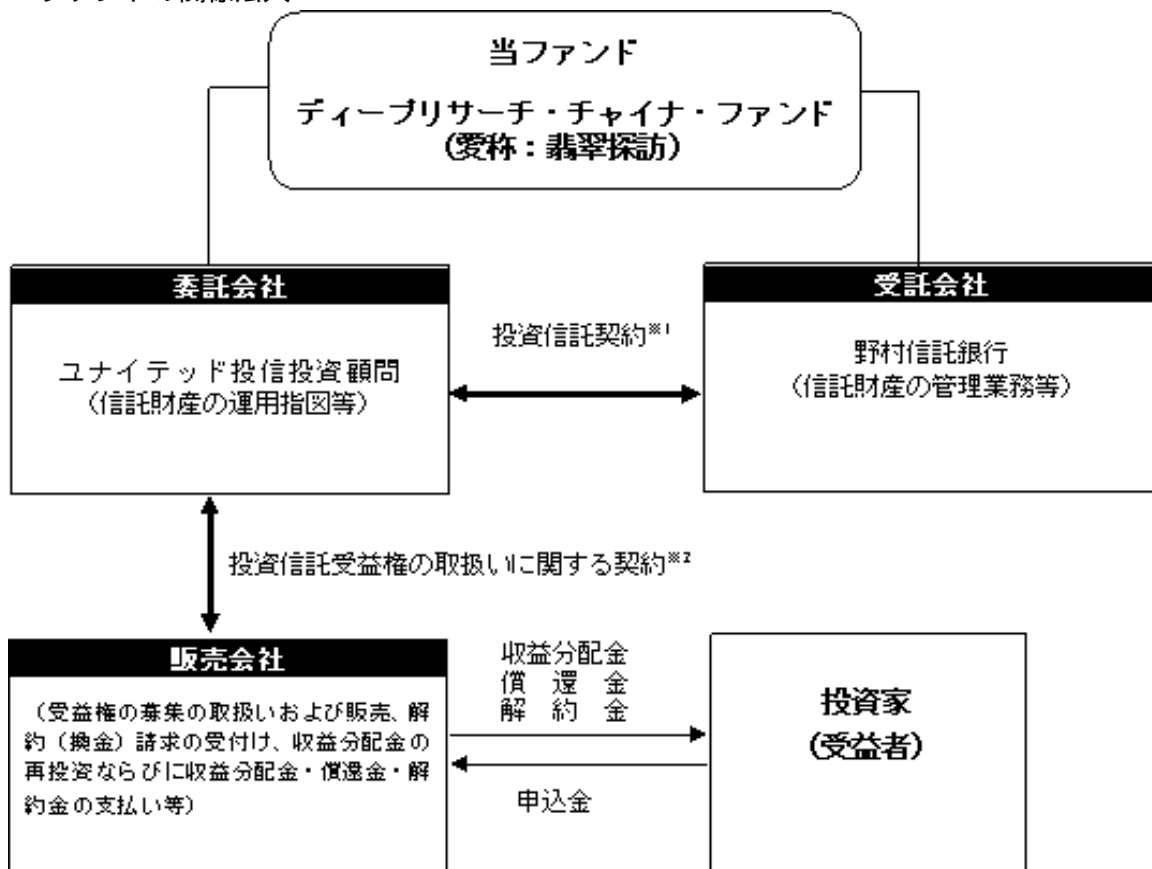 当ファンド
ディープリサーチ・チャイナ・ファンド
(愛称：翡翠探訪)
委託会社
ユナイテッド投信投資顧問
（信託財産の運用指図等）
投資信託契約※1
受託会社
野村信託銀行
（信託財産の管理業務等）
投資信託受益権の取扱いに関する契約※2
販売会社
（受益権の募集の取扱いおよび販売、解
約（換金）請求の受付け、収益分配金の
再投資ならびに収益分配金・償還金・解
約金の支払い等）
収益分配金
償　還　金
解　約　金
申込金
投資家
(受益者)